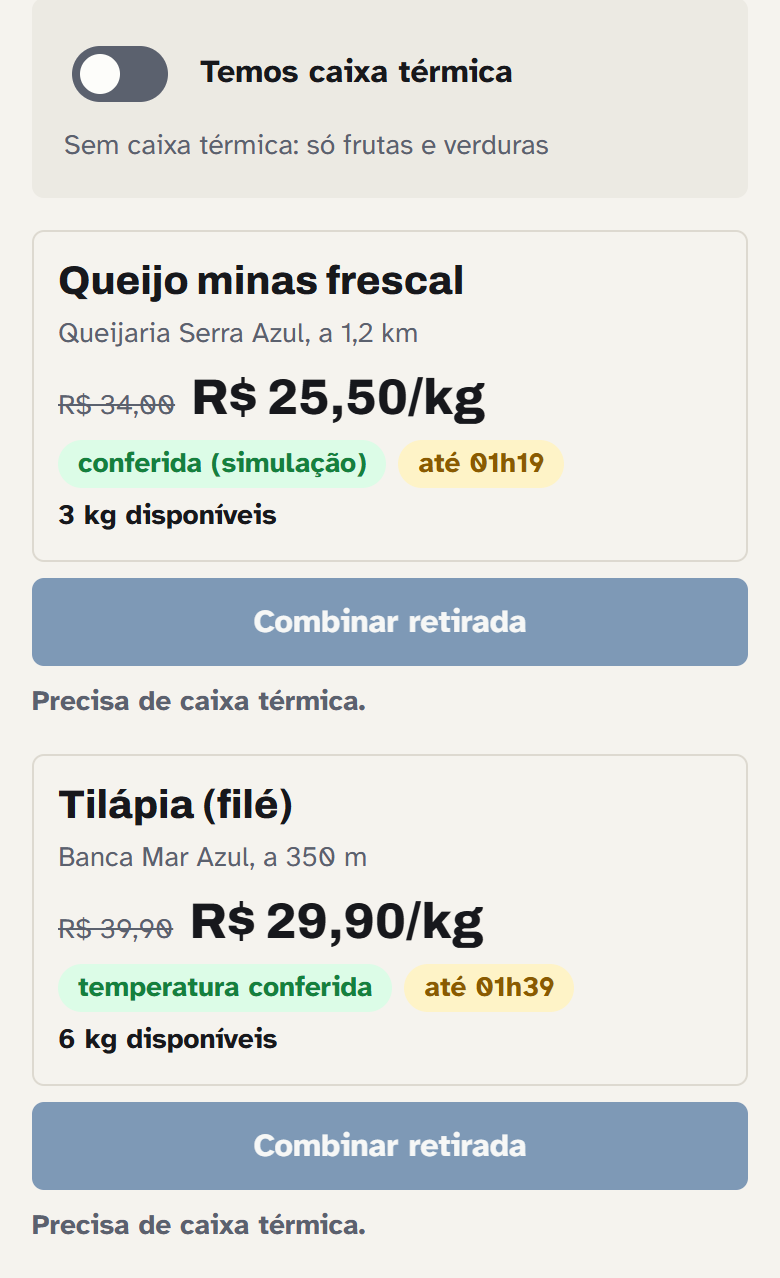 Temos caixa térmica
Sem caixa térmica: só frutas e verduras
Queijo minas frescal
Queijaria Serra Azul, a 1,2 km
R$ 34,00 R$ 25,50/kg
conferida (simulação) até 01h19
3 kg disponíveis
Combinar retirada
Precisa de caixa térmica.
Tilápia (filé)
Banca Mar Azul, a 350 m
R$ 39,90 R$ 29,90/kg
temperatura conferida até 01h39
6 kg disponíveis
Combinar retirada
Precisa de caixa térmica.